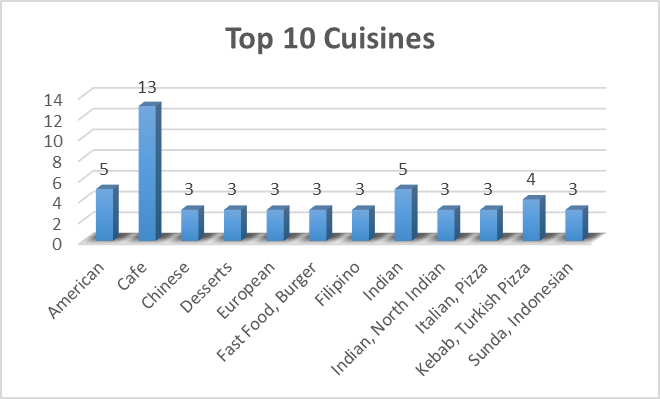 Top 10 Cuisines
14
12
10
8
6
4
2
0
5
13
3
3
3
3
3
5
3
3
4
3
American
Cafe
Chinese
Desserts
European
Fast Food, Burger
Filipino
Indian
Indian, North Indian
Italian, Pizza
Kebab, Turkish Pizza
Sunda, Indonesian